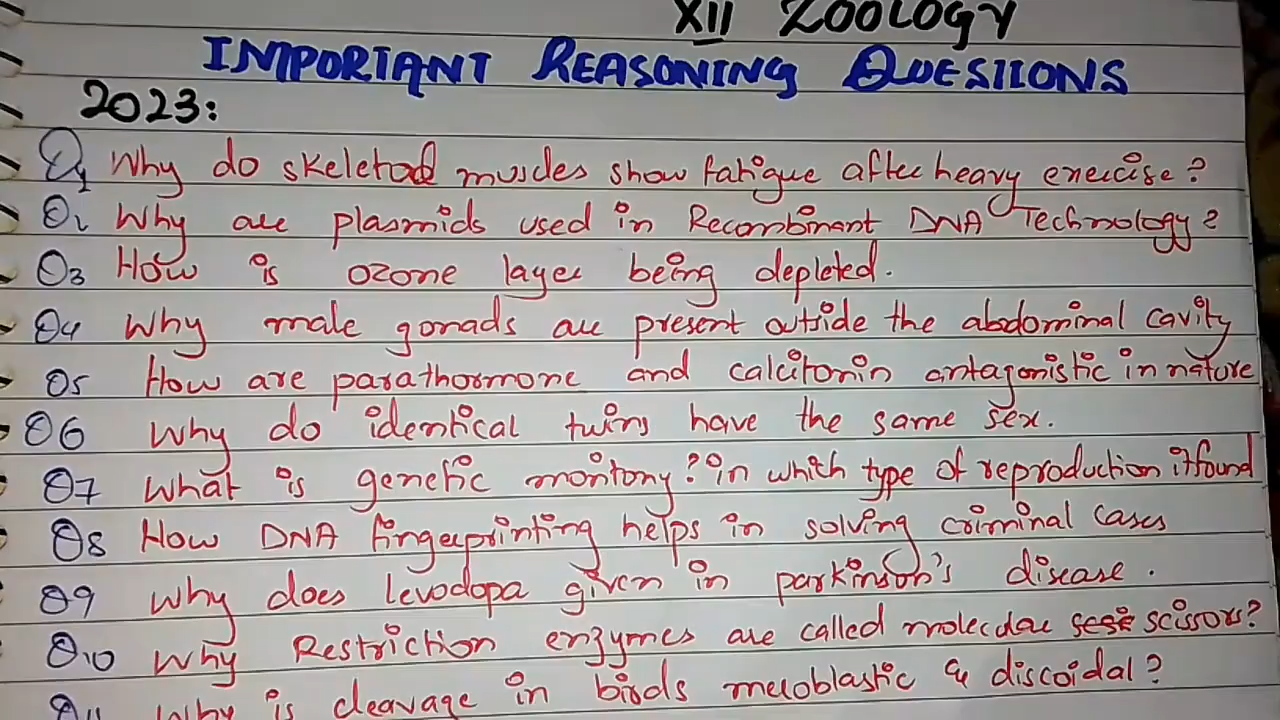 XII ZOOLOGY
IMPORTANT REASONING QUESTIONS
2023:
Q1 Why do skeletal muscles show fatigue after heavy exercise?
Q2 Why are plasmids used in Recombinant DNA Technology?
Q3 How is ozone layer being depleted.
Q4 Why male gonads are present outside the abdominal cavity
Q5 How are parathormone and calcitonin antagonistic in nature
Q6 Why do identical twins have the same sex.
Q7 What is genetic montony? in which type of reproduction it found
Q8 How DNA fingerprinting helps in solving criminal cases
Q9 Why does levodopa given in parkinson's disease.
Q10 Why Restriction enzymes are called molecular scissors?
Q11 Why is cleavage in birds meroblastic & discoidal?